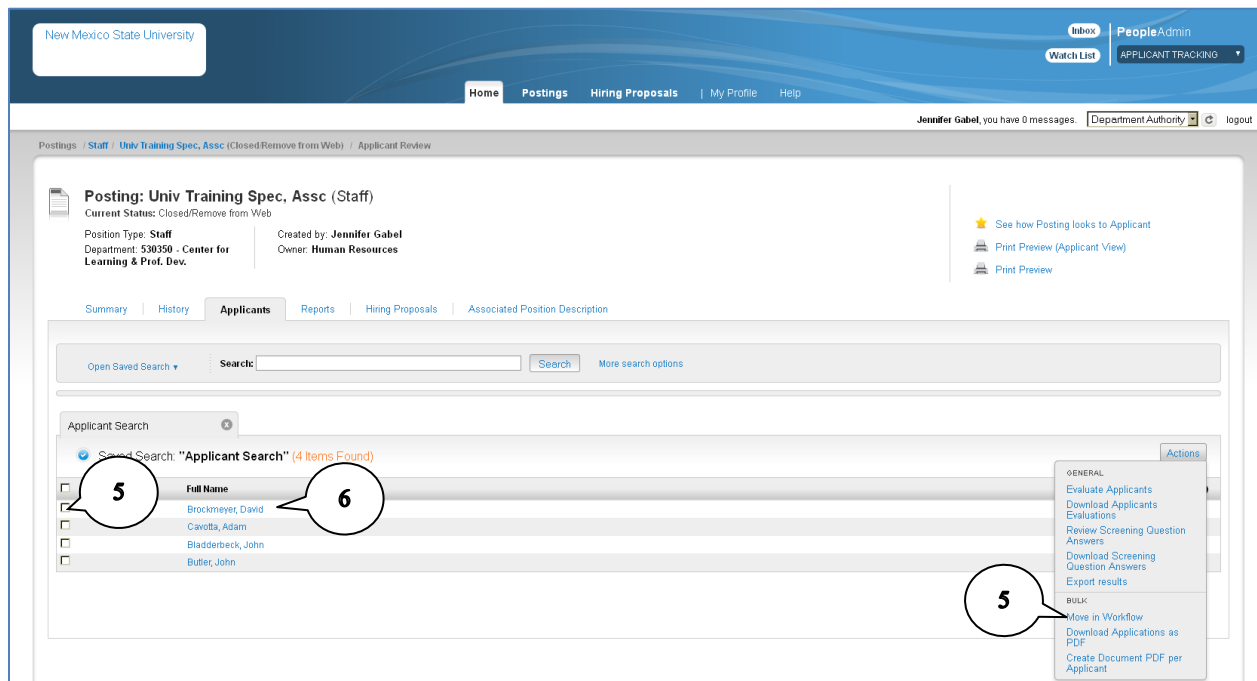 New Mexico State University
Inbox
PeopleAdmin
Watch List
APPLICANT TRACKING
Home Postings Hiring Proposals | My Profile Help
Jennifer Gabel, you have 0 messages. Department Authority logout
Postings / Staff / Univ Training Spec, Assc (Closed/Remove from Web) / Applicant Review
Posting: Univ Training Spec, Assc (Staff)
Current Status: Closed/Remove from Web
Position Type: Staff
Department: 530350 - Center for
Learning & Prof. Dev.
Created by: Jennifer Gabel
Owner: Human Resources
See how Posting looks to Applicant
Print Preview (Applicant View)
Print Preview
Summary History Applicants Reports Hiring Proposals Associated Position Description
Open Saved Search Search: Search More search options
Applicant Search
Saved Search: "Applicant Search" (4 Items Found)
Actions
5
Full Name
6
Brockmeyer, David
Cavotta, Adam
Bladderbeck, John
Butler, John
GENERAL
Evaluate Applicants
Download Applicants
Evaluations
Review Screening Question
Answers
Download Screening
Question Answers
Export results
BULK
5
Move in Workflow
Download Applications as
PDF
Create Document PDF per
Applicant